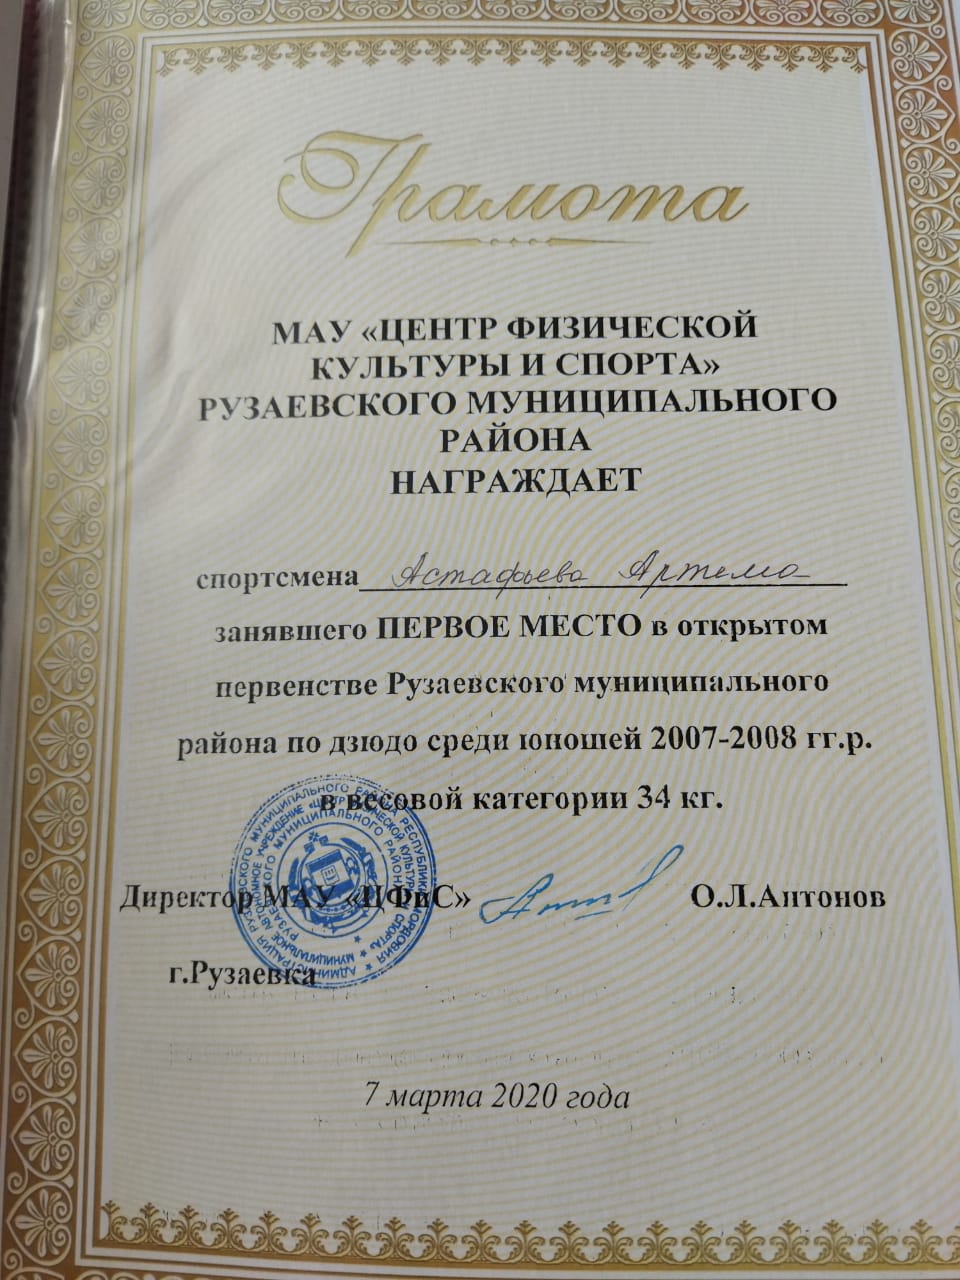 Грамота
МАУ «ЦЕНТР ФИЗИЧЕСКОЙ
КУЛЬТУРЫ И СПОРТА»
РУЗАЕВСКОГО МУНИЦИПАЛЬНОГО
РАЙОНА
НАГРАЖДАЕТ
спортсмена Астафьева Артема
занявшего ПЕРВОЕ МЕСТО в открытом
первенстве Рузаевского муниципального
района по дзюдо среди юношей 2007-2008 гг.р.
в весовой категории 34 кг.
Директор МАУ «ЦФиС» О.Л.Антонов
г.Рузаевка
7 марта 2020 года